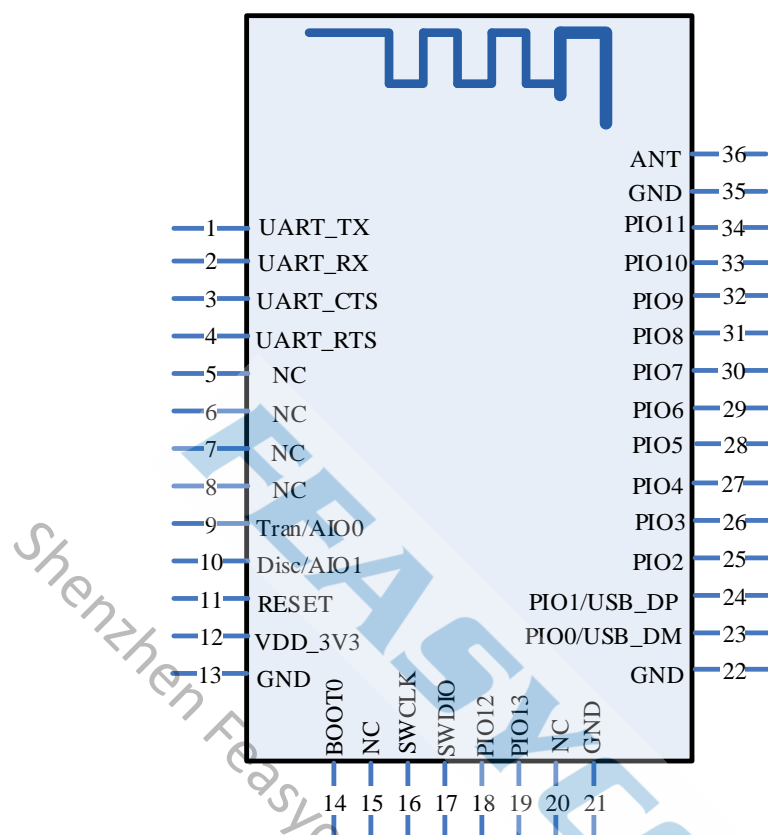 ANT 36
GND 35
1 UART_TX PIO11 34
2 UART_RX PIO10 33
3 UART_CTS PIO9 32
4 UART_RTS PIO8 31
5 NC PIO7 30
6 NC PIO6 29
7 NC PIO5 28
8 NC PIO4 27
9 Tran/AIO0 PIO3 26
10 Disc/AIO1 PIO2 25
11 RESET PIO1/USB_DP 24
12 VDD_3V3 PIO0/USB_DM 23
13 GND GND 22
BOOT0 NC SWCLK SWDIO PIO12 PIO13 NC GND
14 15 16 17 18 19 20 21
FEASYCO
Shenzhen Feasyco